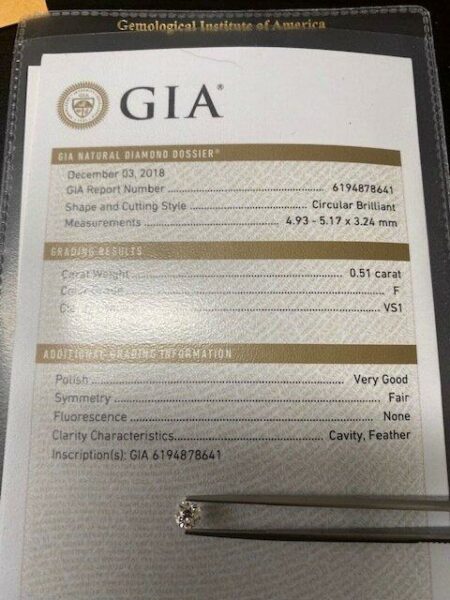 Gemological Institute of America
GIA®
GIA NATURAL DIAMOND DOSSIER®
December 03, 2018
GIA Report Number 6194878641
Shape and Cutting Style Circular Brilliant
Measurements 4.93 - 5.17 x 3.24 mm
GRADING RESULTS
Carat Weight 0.51 carat
F
VS1
ADDITIONAL GRADING INFORMATION
Polish Very Good
Symmetry Fair
Fluorescence None
Clarity Characteristics Cavity, Feather
Inscription(s): GIA 6194878641